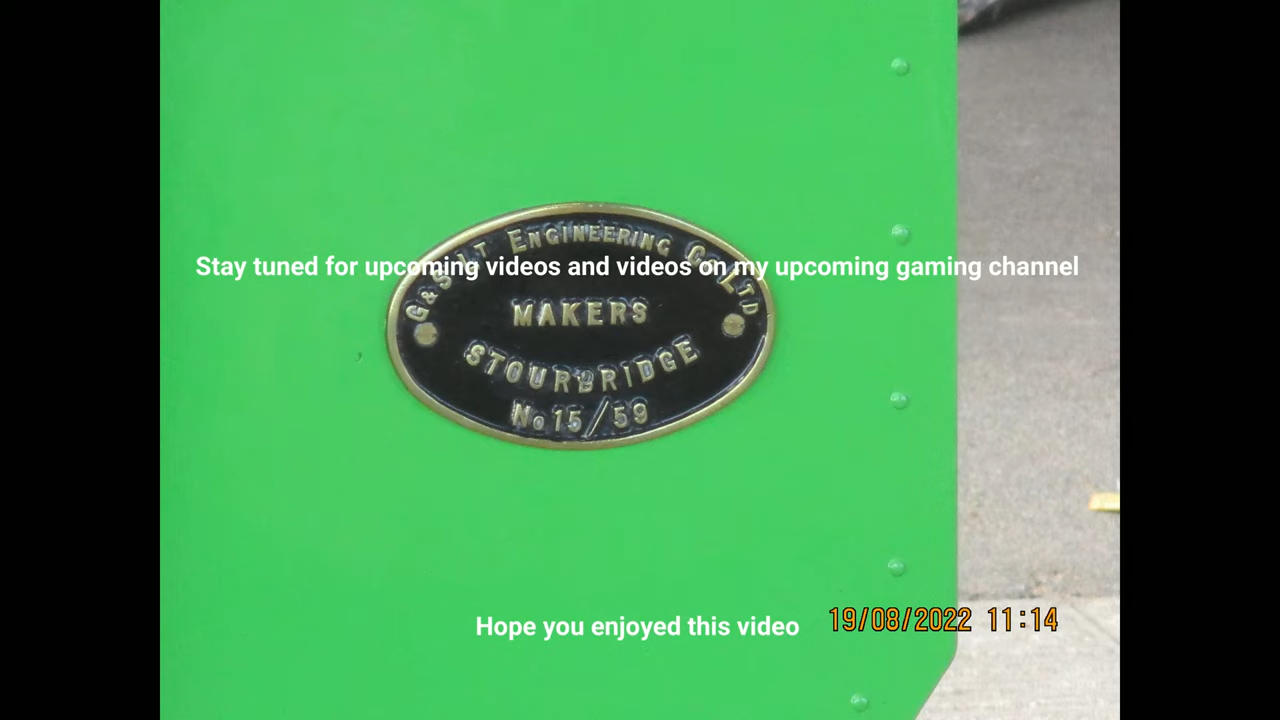 G&S LT ENGINEERING Co LTD
Stay tuned for upcoming videos and videos on my upcoming gaming channel
MAKERS
STOURBRIDGE
No 15/59
Hope you enjoyed this video
19/08/2022 11:14